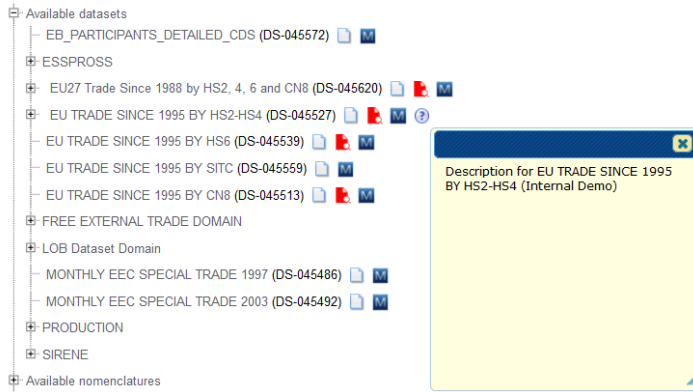 Available datasets
EB_PARTICIPANTS_DETAILED_CDS (DS-045572) M
ESSPROSS
EU27 Trade Since 1988 by HS2, 4, 6 and CN8 (DS-045620) M
EU TRADE SINCE 1995 BY HS2-HS4 (DS-045527) M ?
EU TRADE SINCE 1995 BY HS6 (DS-045539) M
EU TRADE SINCE 1995 BY SITC (DS-045559) M
EU TRADE SINCE 1995 BY CN8 (DS-045513) M
FREE EXTERNAL TRADE DOMAIN
LOB Dataset Domain
MONTHLY EEC SPECIAL TRADE 1997 (DS-045486) M
MONTHLY EEC SPECIAL TRADE 2003 (DS-045492) M
PRODUCTION
SIRENE
Available nomenclatures
Description for EU TRADE SINCE 1995
BY HS2-HS4 (Internal Demo)